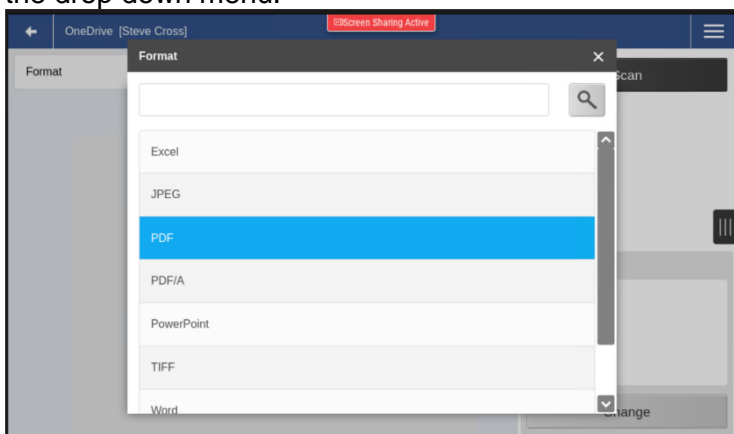 the drop down menu.
OneDrive [Steve Cross]
Screen Sharing Active
Format
Format
Scan
Excel
JPEG
PDF
PDF/A
PowerPoint
TIFF
Word
Change